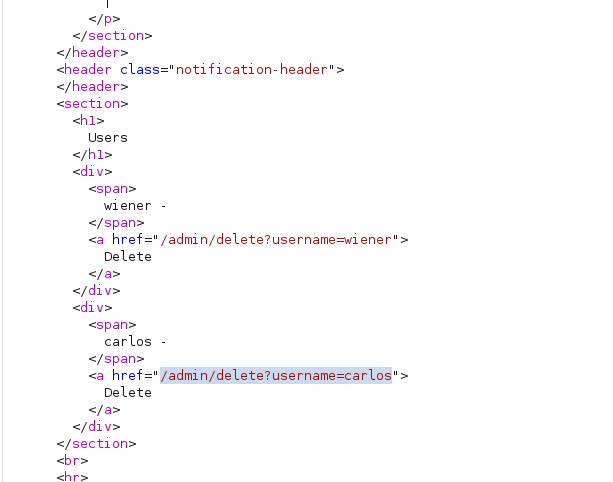 </p>
</section>
</header>
<header class="notification-header">
</header>
<section>
<h1>
Users
</h1>
<div>
<span>
wiener -
</span>
<a href="/admin/delete?username=wiener">
Delete
</a>
</div>
<div>
<span>
carlos -
</span>
<a href="/admin/delete?username=carlos">
Delete
</a>
</div>
</section>
<br>
<hr>